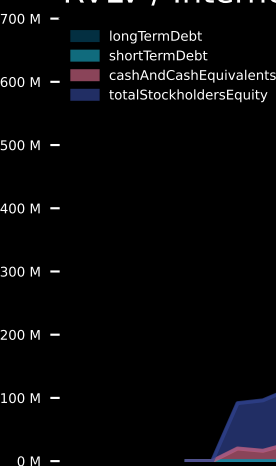 700 M
longTermDebt
shortTermDebt
600 M
cashAndCashEquivalents
totalStockholdersEquity
500 M
400 M
300 M
200 M
100 M
0 M